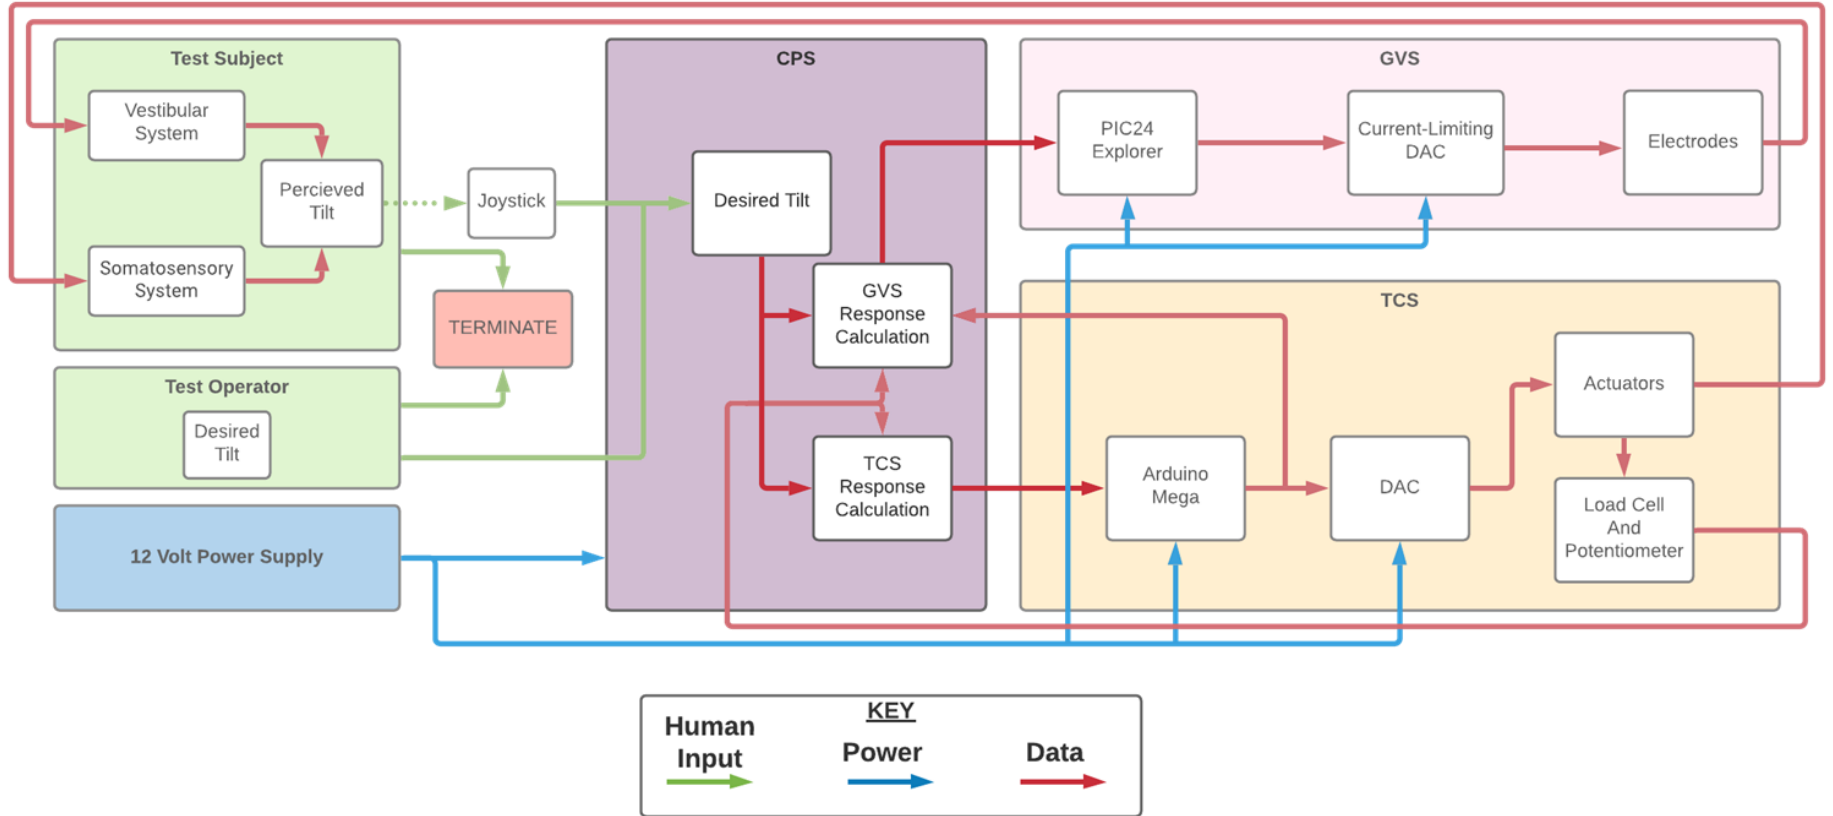 Test Subject
Vestibular
System
Percieved
Tilt
Somatosensory
System
Joystick
TERMINATE
Test Operator
Desired
Tilt
12 Volt Power Supply
CPS
Desired Tilt
GVS
Response
Calculation
TCS
Response
Calculation
GVS
PIC24
Explorer
Current-Limiting
DAC
Electrodes
TCS
Actuators
Arduino
Mega
DAC
Load Cell
And
Potentiometer
KEY
Human
Input
Power
Data